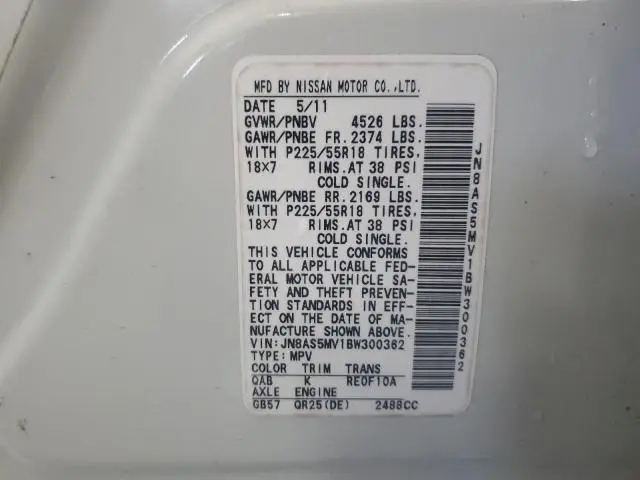 MFD BY NISSAN MOTOR CO.,LTD.
DATE 5/11
GVWR/PNBV 4526 LBS.
GAWR/PNBE FR. 2374 LBS.
WITH P225/55R18 TIRES,
18X7 RIMS.AT 38 PSI
COLD SINGLE.
GAWR/PNBE RR. 2169 LBS.
WITH P225/55R18 TIRES,
18X7 RIMS.AT 38 PSI
COLD SINGLE.
THIS VEHICLE CONFORMS
TO ALL APPLICABLE FED-
ERAL MOTOR VEHICLE SA-
FETY AND THEFT PREVEN-
TION STANDARDS IN EFF-
ECT ON THE DATE OF MA-
NUFACTURE SHOWN ABOVE.
VIN:JN8AS5MV1BW300362
TYPE:MPV
COLOR TRIM TRANS
QAB K RE0F10A
AXLE ENGINE
GB57 QR25(DE) 2488CC
JN8AS5MV1BW300362